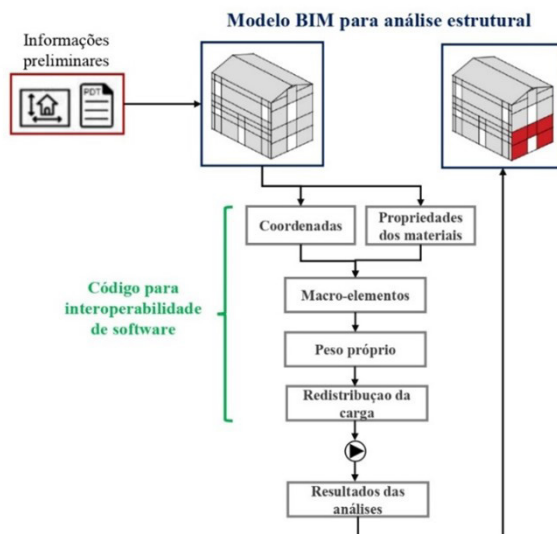 Modelo BIM para análise estrutural
Informações
preliminares
PDT
Coordenadas
Propriedades
dos materiais
Código para
interoperabilidade
de software
Macro-elementos
Peso próprio
Redistribuçao da
carga
Resultados das
análises